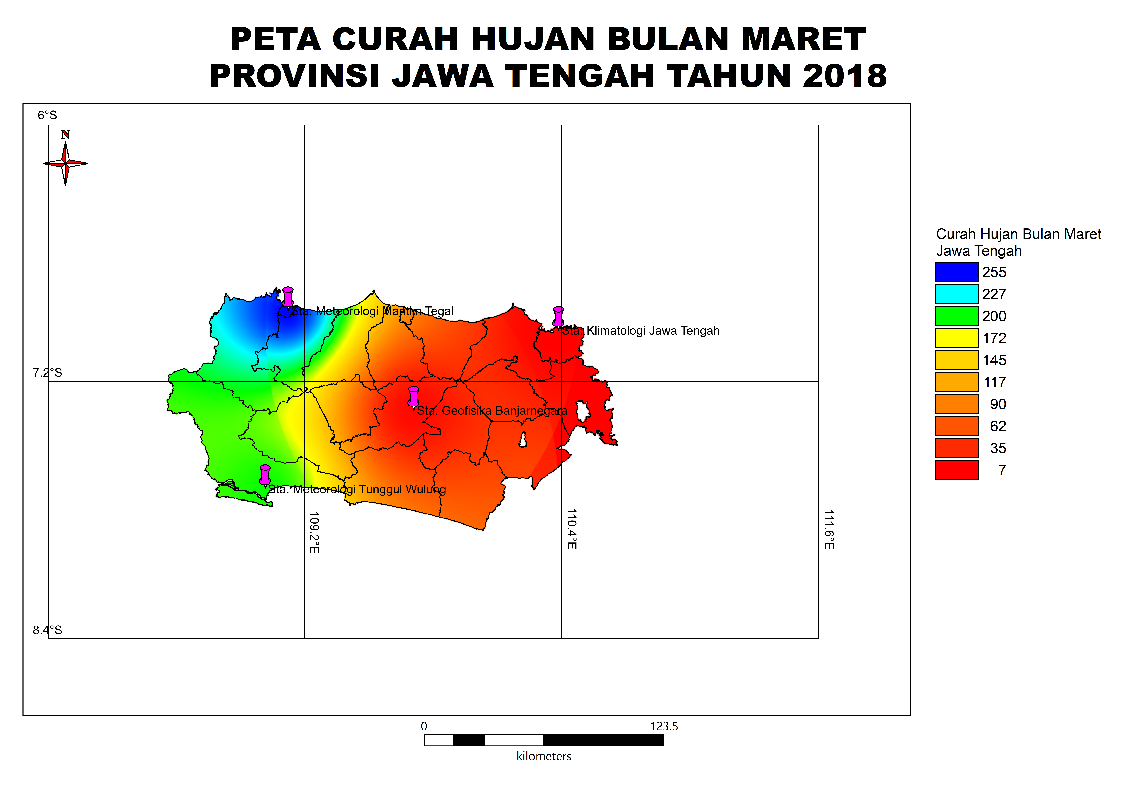 PETA CURAH HUJAN BULAN MARET
PROVINSI JAWA TENGAH TAHUN 2018
6°S
N
Sta. Meteorologi Maritim Tegal
Sta. Klimatologi Jawa Tengah
7.2°S
Sta. Geofisika Banjarnegara
Sta. Meteorologi Tunggul Wulung
109.2°E
110.4°E
111.6°E
8.4°S
Curah Hujan Bulan Maret
Jawa Tengah
255
227
200
172
145
117
90
62
35
7
0 123.5
kilometers